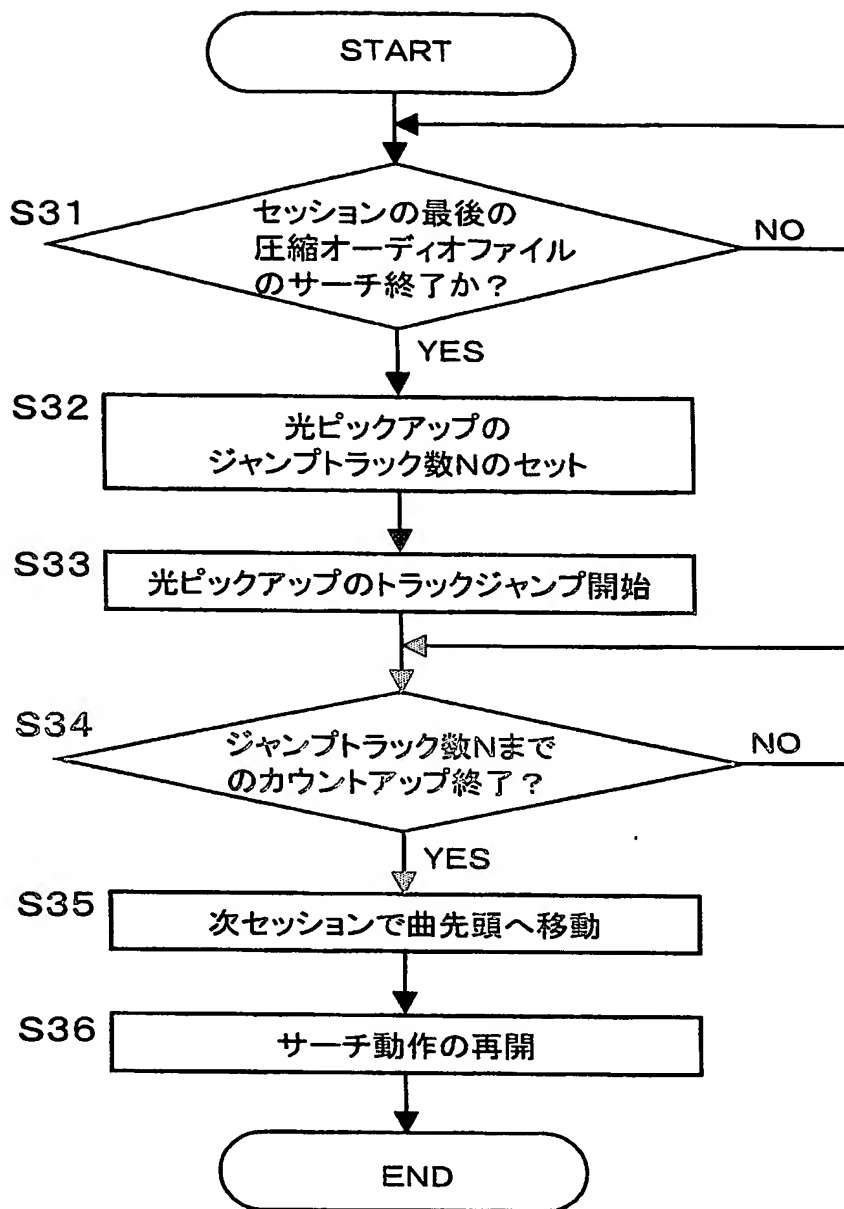 START
S31
セッションの最後の
圧縮オーディオファイル
のサーチ終了か？
NO
YES
S32
光ピックアップの
ジャンプトラック数Nのセット
S33
光ピックアップのトラックジャンプ開始
S34
ジャンプトラック数Nまで
のカウントアップ終了？
NO
YES
S35
次セッションで曲先頭へ移動
S36
サーチ動作の再開
END